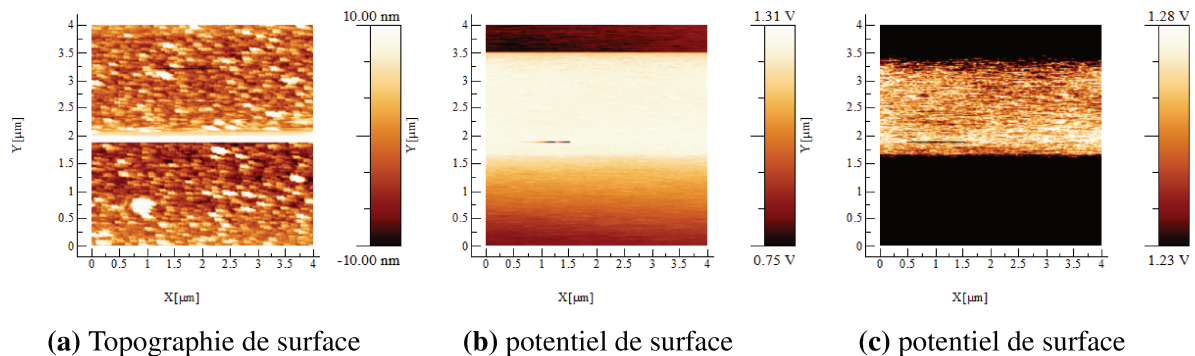 10.00 nm
4
3.5
3
2.5
2
1.5
1
0.5
0
Y[μm]
0 0.5 1 1.5 2 2.5 3 3.5 4
X[μm]
-10.00 nm
(a) Topographie de surface
1.31 V
4
3.5
3
2.5
2
1.5
1
0.5
0
Y[μm]
0 0.5 1 1.5 2 2.5 3 3.5 4
X[μm]
0.75 V
(b) potentiel de surface
1.28 V
4
3.5
3
2.5
2
1.5
1
0.5
0
Y[μm]
0 0.5 1 1.5 2 2.5 3 3.5 4
X[μm]
1.23 V
(c) potentiel de surface